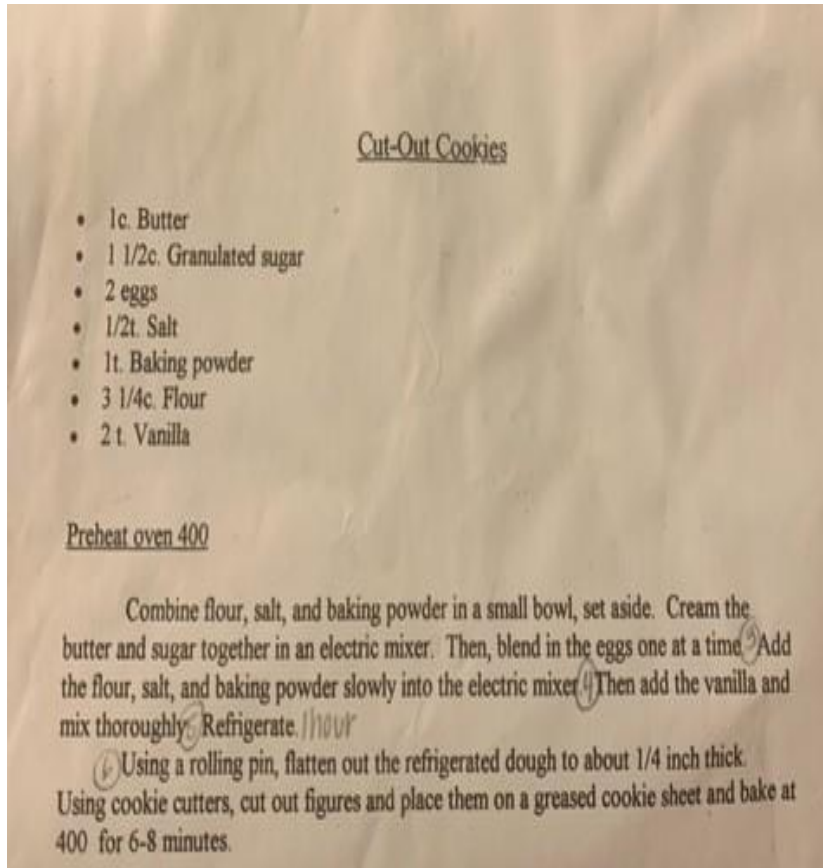 Cut-Out Cookies
• 1c. Butter
• 1 1/2c. Granulated sugar
• 2 eggs
• 1/2t. Salt
• 1t. Baking powder
• 3 1/4c. Flour
• 2 t. Vanilla
Preheat oven 400
Combine flour, salt, and baking powder in a small bowl, set aside. Cream the
butter and sugar together in an electric mixer. Then, blend in the eggs one at a time 3 Add
the flour, salt, and baking powder slowly into the electric mixer 4 Then add the vanilla and
mix thoroughly. Refrigerate. 1 hour
6 Using a rolling pin, flatten out the refrigerated dough to about 1/4 inch thick.
Using cookie cutters, cut out figures and place them on a greased cookie sheet and bake at
400 for 6-8 minutes.